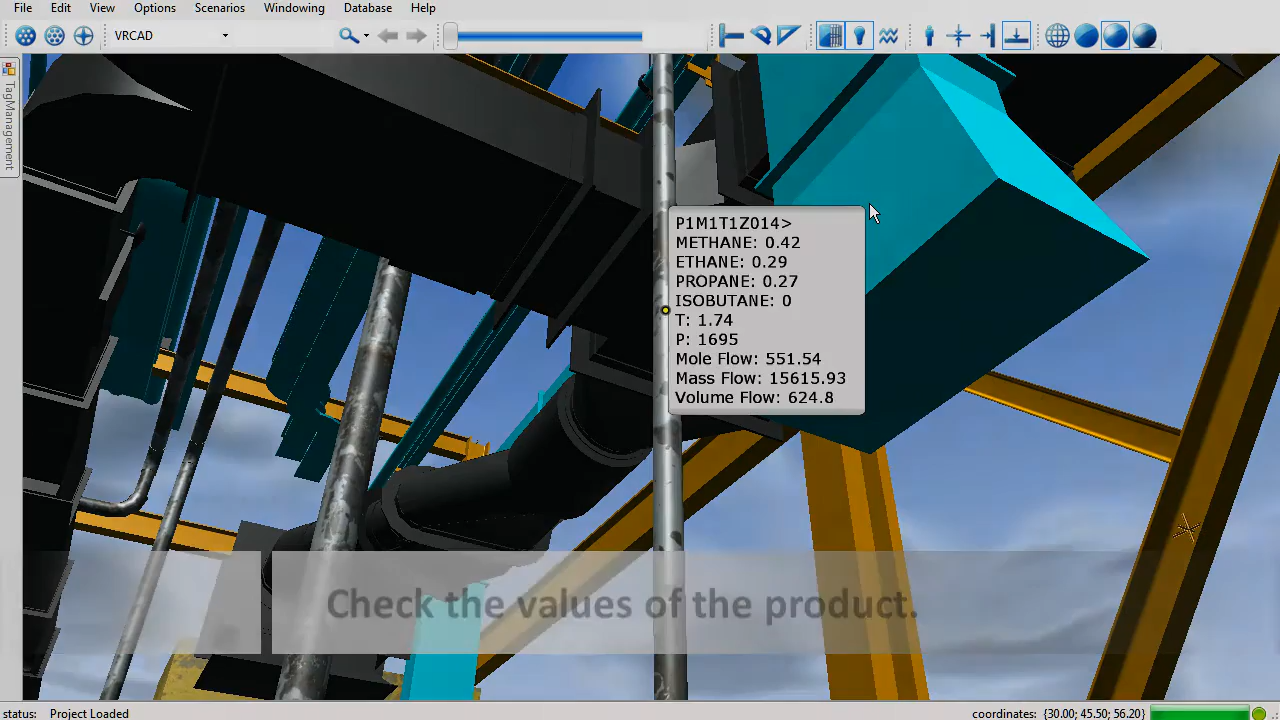 File Edit View Options Scenarios Windowing Database Help
VRCAD
TagManagement
P1M1T1Z014>
METHANE: 0.42
ETHANE: 0.29
PROPANE: 0.27
ISOBUTANE: 0
T: 1.74
P: 1695
Mole Flow: 551.54
Mass Flow: 15615.93
Volume Flow: 624.8
Check the values of the product.
status: Project Loaded coordinates: {30.00; 45.50; 56.20}